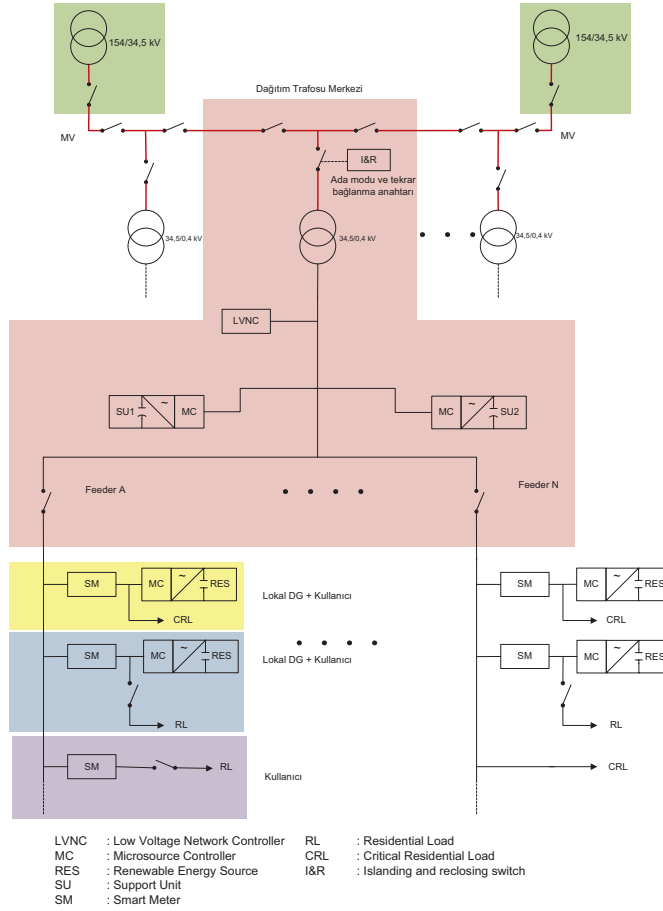 154/34,5 kV
154/34,5 kV
Dağıtım Trafosu Merkezi
MV
MV
I&R
Ada modu ve tekrar
bağlanma anahtarı
34,5/0,4 kV
34,5/0,4 kV
34,5/0,4 kV
LVNC
SU1
~
MC
MC
~
SU2
Feeder A
Feeder N
SM
MC
~
RES
Lokal DG + Kullanıcı
SM
MC
~
RES
CRL
CRL
SM
MC
~
RES
Lokal DG + Kullanıcı
SM
MC
~
RES
RL
RL
SM
RL
Kullanıcı
CRL
LVNC : Low Voltage Network Controller
MC : Microsource Controller
RES : Renewable Energy Source
SU : Support Unit
SM : Smart Meter
RL : Residential Load
CRL : Critical Residential Load
I&R : Islanding and reclosing switch